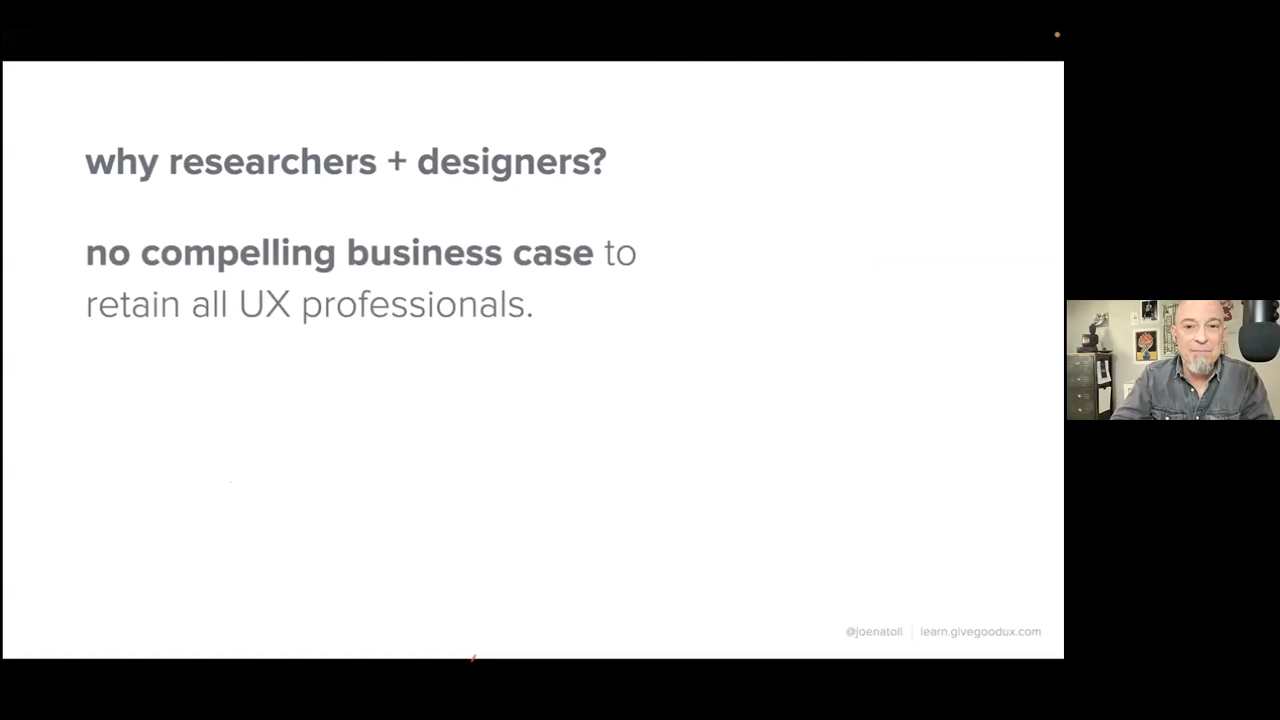 why researchers + designers?
no compelling business case to
retain all UX professionals.
@joenatoli | learn.givegoodux.com